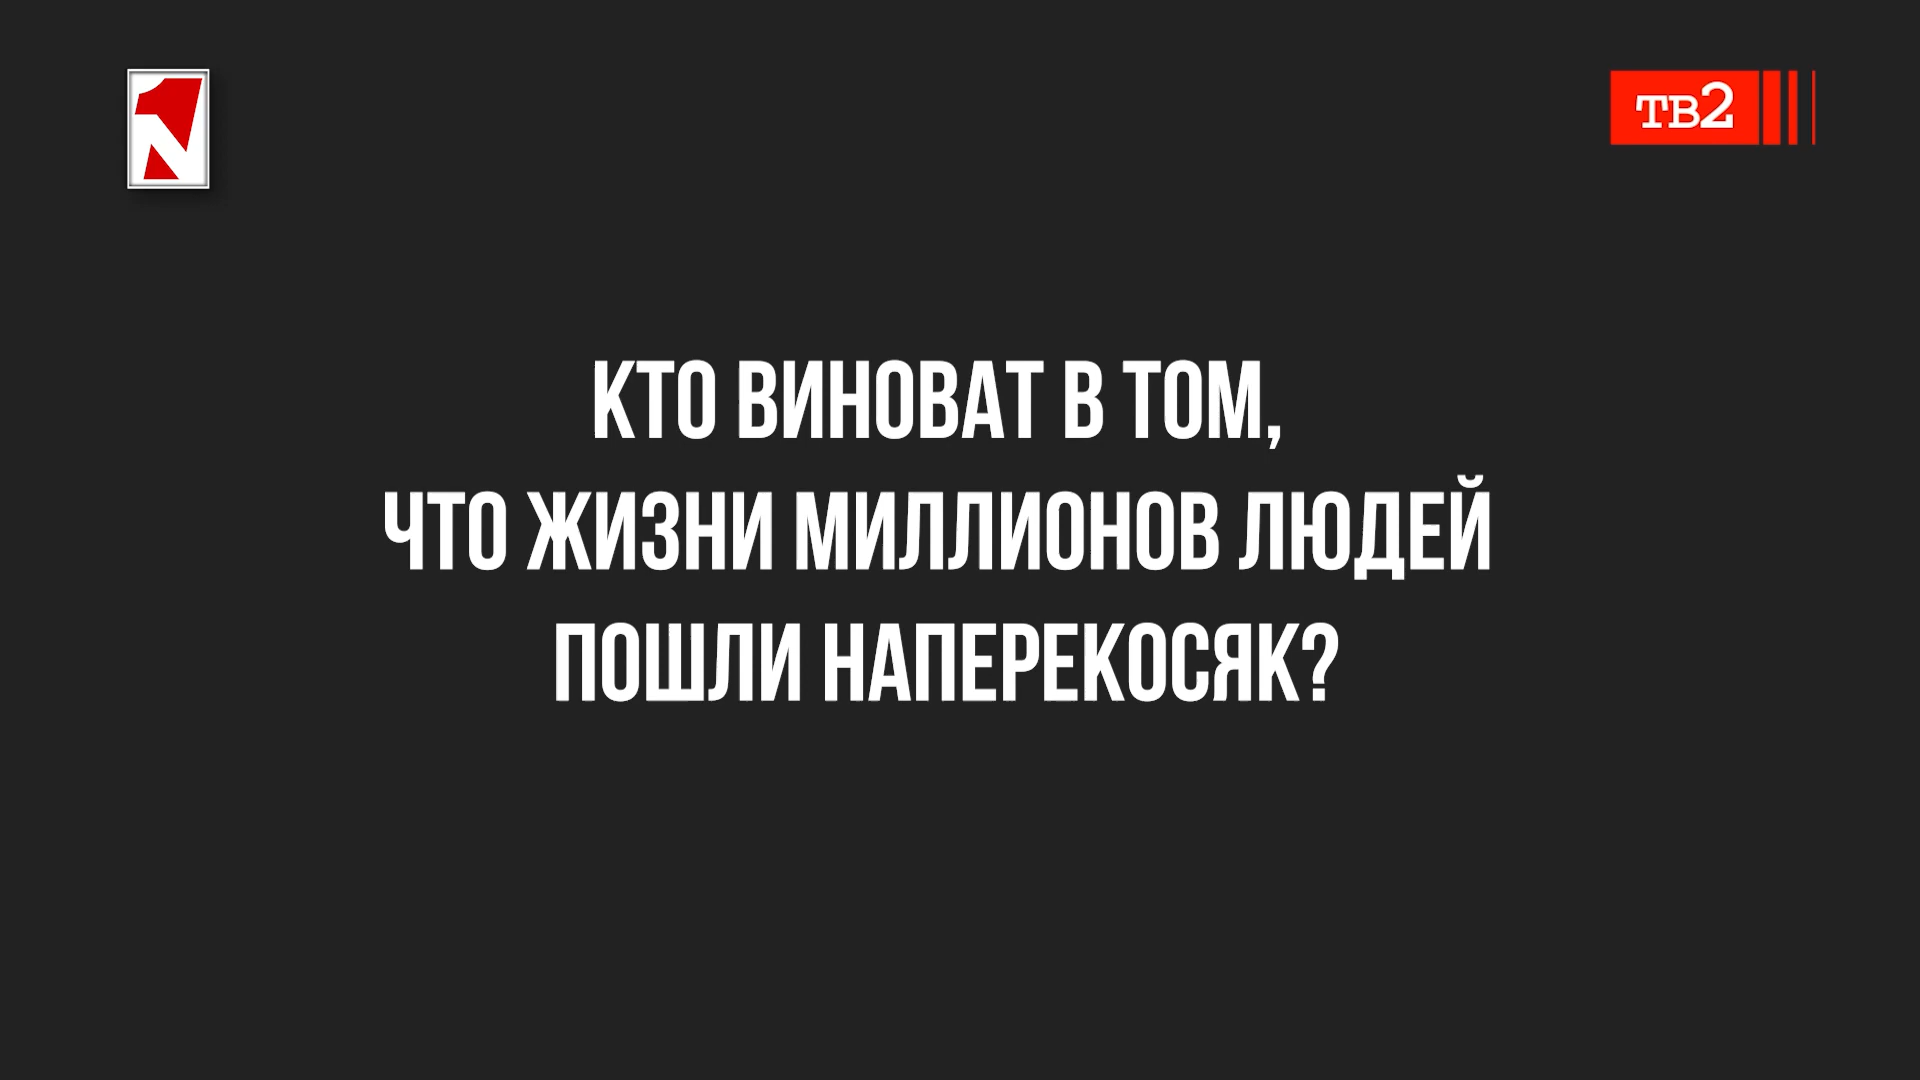 ТВ2
КТО ВИНОВАТ В ТОМ,
ЧТО ЖИЗНИ МИЛЛИОНОВ ЛЮДЕЙ
ПОШЛИ НАПЕРЕКОСЯК?